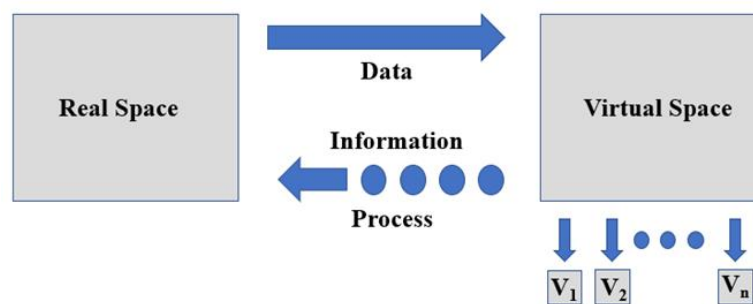 Real Space
Data
Virtual Space
Information
Process
V1 V2 Vn